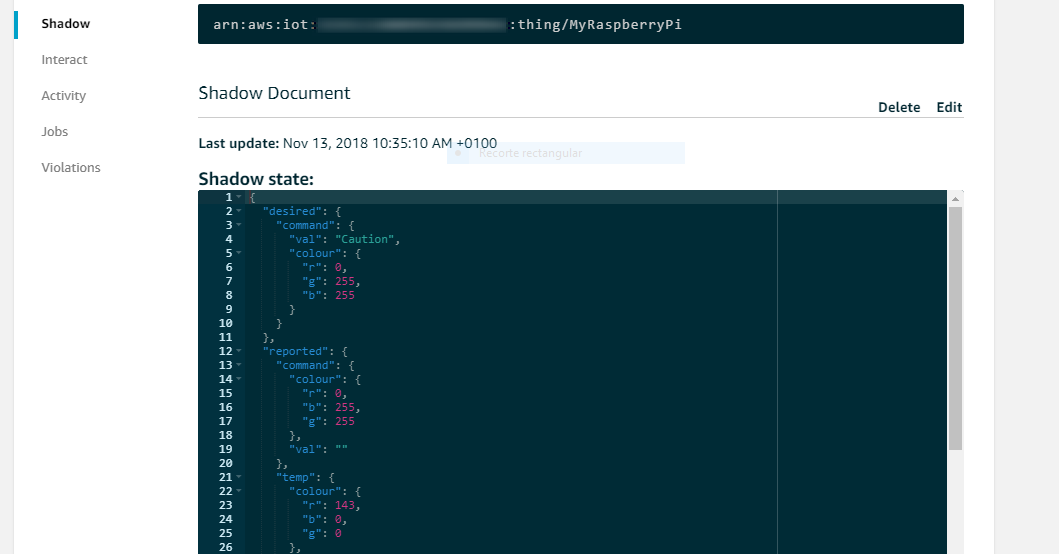 Shadow
Interact
Activity
Jobs
Violations
arn:aws:iot: :thing/MyRaspberryPi
Shadow Document
Delete Edit
Last update: Nov 13, 2018 10:35:10 AM +0100
Recorte rectangular
Shadow state:
1 {
2 "desired": {
3 "command": {
4 "val": "Caution",
5 "colour": {
6 "r": 0,
7 "g": 255,
8 "b": 255
9 }
10 }
11 },
12 "reported": {
13 "command": {
14 "colour": {
15 "r": 0,
16 "b": 255,
17 "g": 255
18 },
19 "val": ""
20 },
21 "temp": {
22 "colour": {
23 "r": 143,
24 "b": 0,
25 "g": 0
26 },